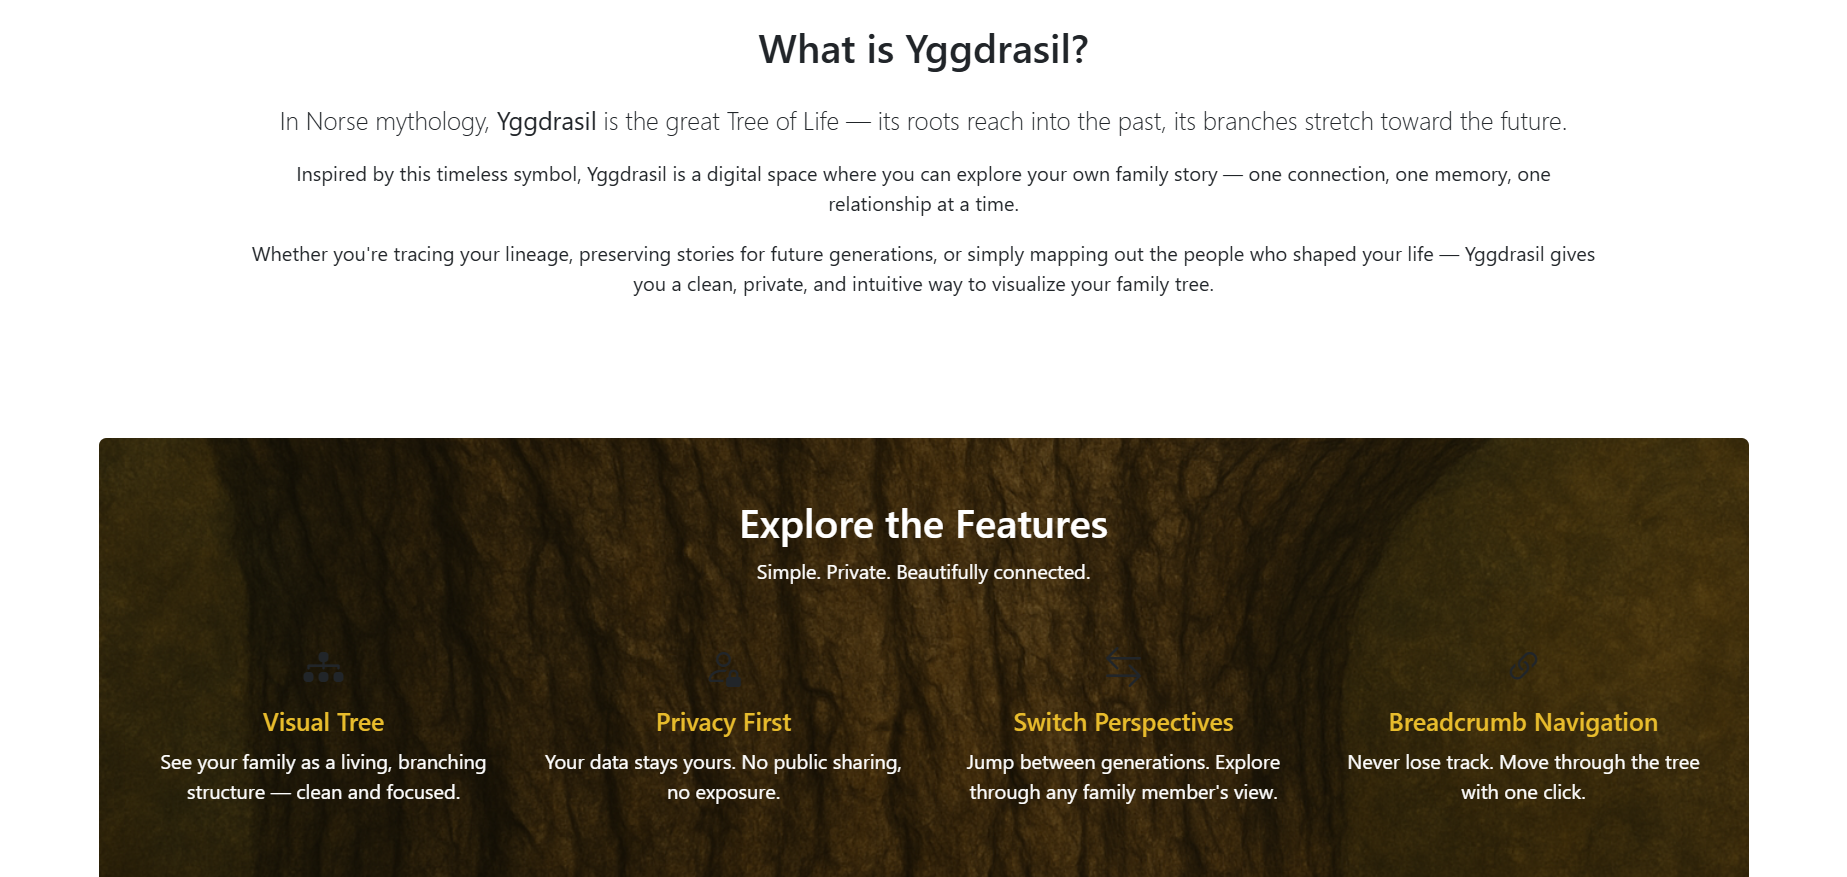 What is Yggdrasil?
In Norse mythology, Yggdrasil is the great Tree of Life — its roots reach into the past, its branches stretch toward the future.
Inspired by this timeless symbol, Yggdrasil is a digital space where you can explore your own family story — one connection, one memory, one
relationship at a time.
Whether you're tracing your lineage, preserving stories for future generations, or simply mapping out the people who shaped your life — Yggdrasil gives
you a clean, private, and intuitive way to visualize your family tree.
Explore the Features
Simple. Private. Beautifully connected.
Visual Tree
See your family as a living, branching
structure — clean and focused.
Privacy First
Your data stays yours. No public sharing,
no exposure.
Switch Perspectives
Jump between generations. Explore
through any family member's view.
Breadcrumb Navigation
Never lose track. Move through the tree
with one click.